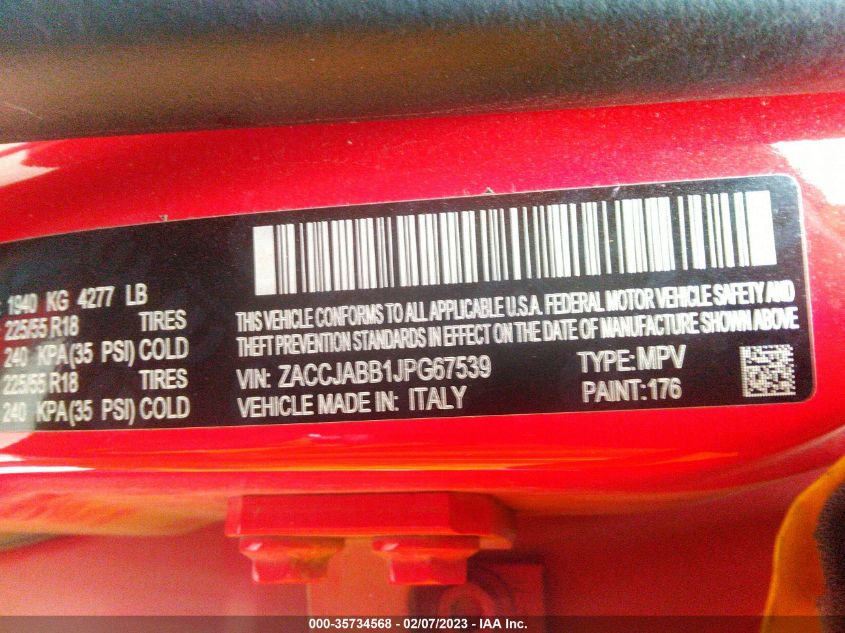 1940 KG 4277 LB
225/55 R18 TIRES
240 KPA(35 PSI) COLD
225/55 R18 TIRES
240 KPA(35 PSI) COLD
THIS VEHICLE CONFORMS TO ALL APPLICABLE U.S.A. FEDERAL MOTOR VEHICLE SAFETY AND
THEFT PREVENTION STANDARDS IN EFFECT ON THE DATE OF MANUFACTURE SHOWN ABOVE
VIN: ZACCJABB1JPG67539 TYPE: MPV
VEHICLE MADE IN: ITALY PAINT:176
000-35734568 - 02/07/2023 - IAA Inc.